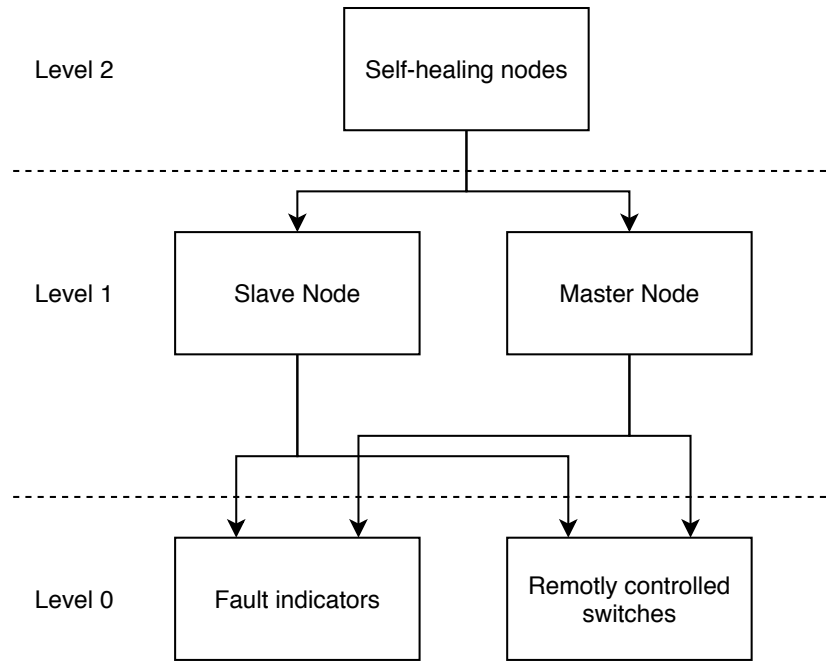 Level 2
Self-healing nodes
Level 1
Slave Node
Master Node
Level 0
Fault indicators
Remotly controlled
switches